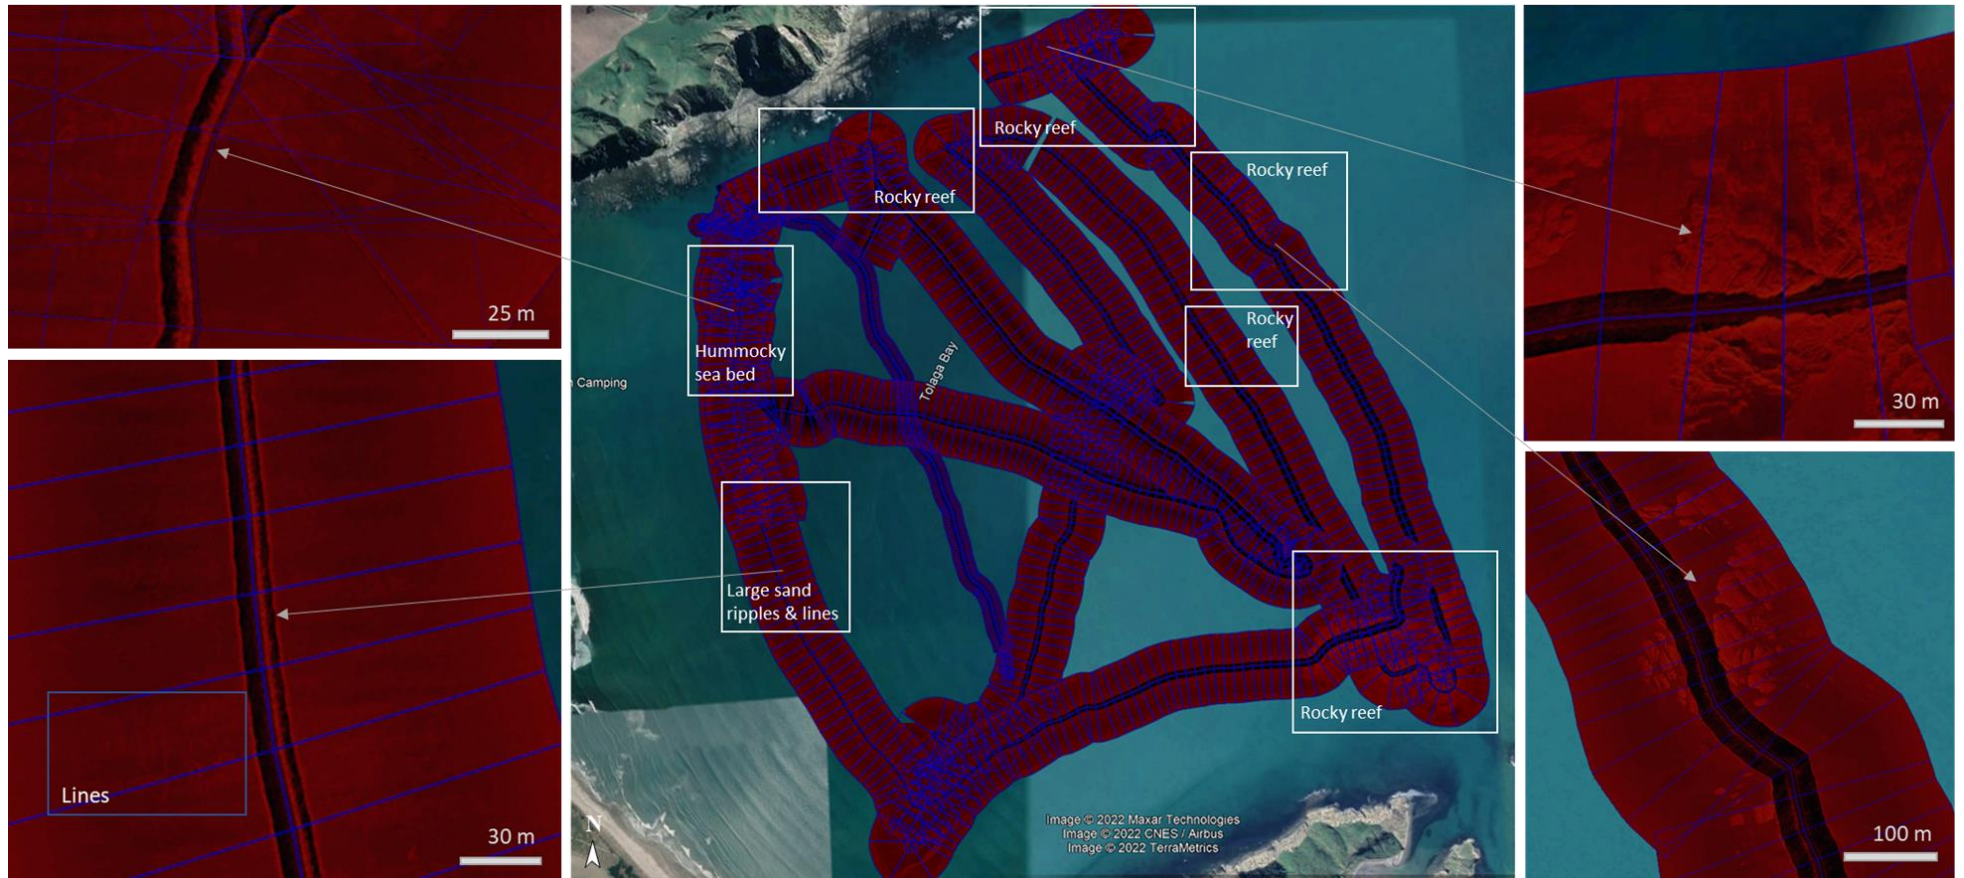 25 m
Lines
30 m
Rocky reef
Rocky reef
Rocky reef
Rocky
reef
Hummocky
sea bed
Camping
Tolaga Bay
Large sand
ripples & lines
Rocky reef
N
Image © 2022 Maxar Technologies
Image © 2022 CNES / Airbus
Image © 2022 TerraMetrics
30 m
100 m